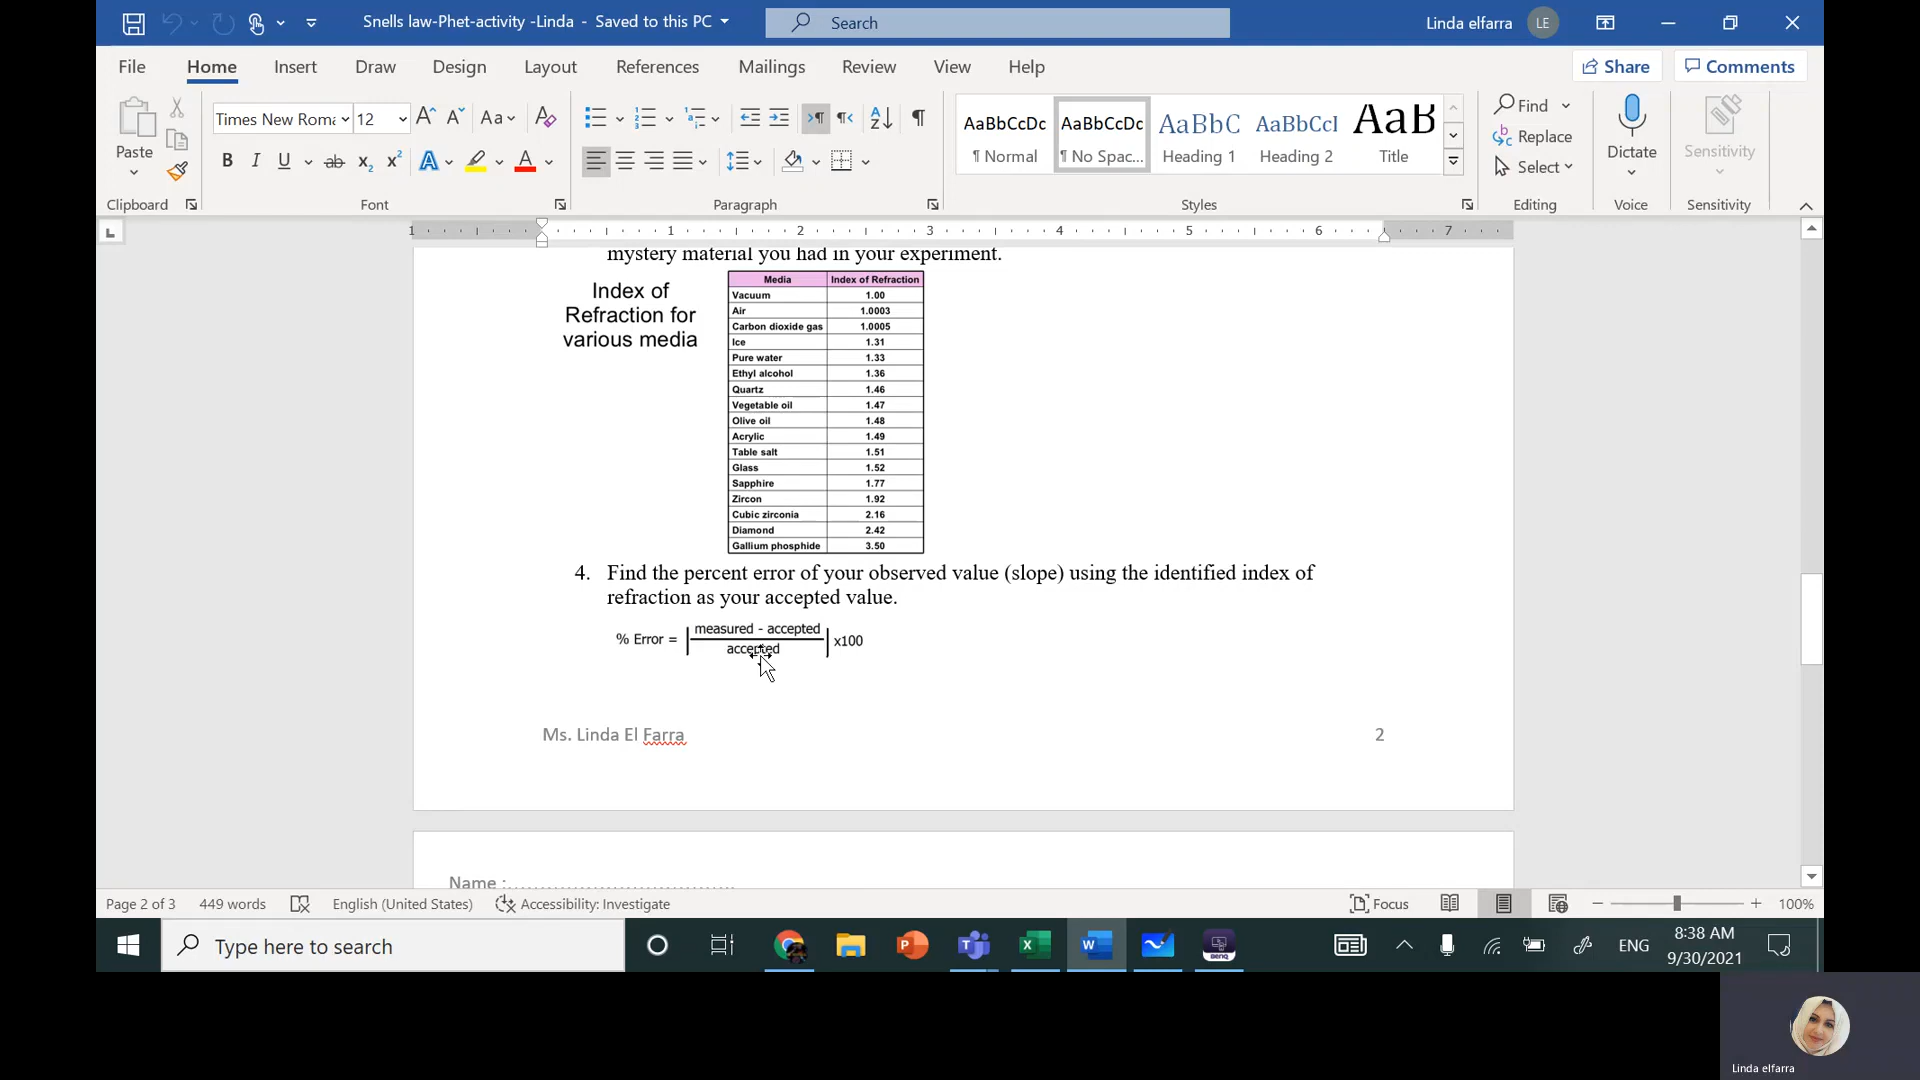 Snells law-Phet-activity -Linda - Saved to this PC
Search
Linda elfarra
LE
File Home Insert Draw Design Layout References Mailings Review View Help
Share
Comments
Paste
Clipboard
Times New Roma
12
Font
Paragraph
AaBbCcDc
¶ Normal
AaBbCcDc
¶ No Spac...
AaBbC
Heading 1
AaBbCcI
Heading 2
AaB
Title
Styles
Find
Replace
Select
Editing
Dictate
Voice
Sensitivity
Sensitivity
1 1 2 3 4 5 6 7
mystery material you had in your experiment.
Index of
Refraction for
various media
Media Index of Refraction
Vacuum 1.00
Air 1.0003
Carbon dioxide gas 1.0005
Ice 1.31
Pure water 1.33
Ethyl alcohol 1.36
Quartz 1.46
Vegetable oil 1.47
Olive oil 1.48
Acrylic 1.49
Table salt 1.51
Glass 1.52
Sapphire 1.77
Zircon 1.92
Cubic zirconia 2.16
Diamond 2.42
Gallium phosphide 3.50
4. Find the percent error of your observed value (slope) using the identified index of
refraction as your accepted value.
% Error = | measured - accepted
accepted | x100
Ms. Linda El Farra 2
Name :......................................
Page 2 of 3 449 words English (United States) Accessibility: Investigate Focus 100%
Type here to search
ENG
8:38 AM
9/30/2021
Linda elfarra